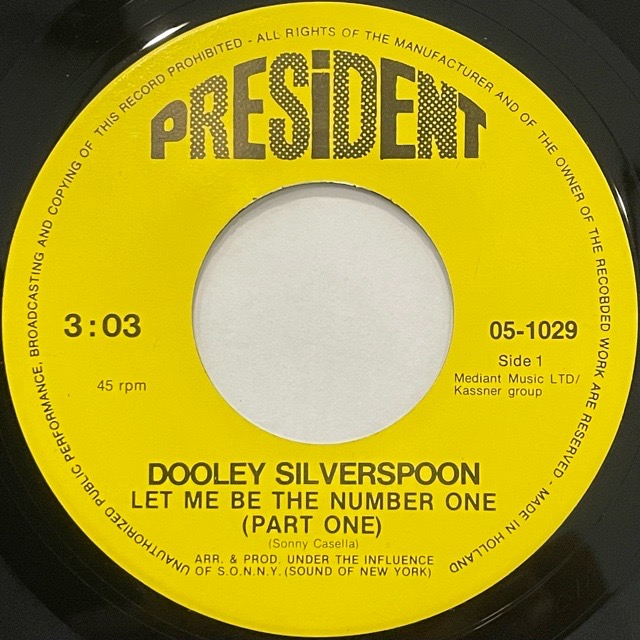 PRESiDENT
3:03
45 rpm
05-1029
Side 1
Mediant Music LTD/
Kassner group
DOOLEY SILVERSPOON
LET ME BE THE NUMBER ONE
(PART ONE)
(Sonny Casella)
ARR. & PROD. UNDER THE INFLUENCE
OF S.O.N.N.Y. (SOUND OF NEW YORK)
UNAUTHORIZED PUBLIC PERFORMANCE, BROADCASTING AND COPYING OF THIS RECORD PROHIBITED - ALL RIGHTS OF THE MANUFACTURER AND OF THE OWNER OF THE RECOBDED WORK ARE RESERVED - MADE IN HOLLAND